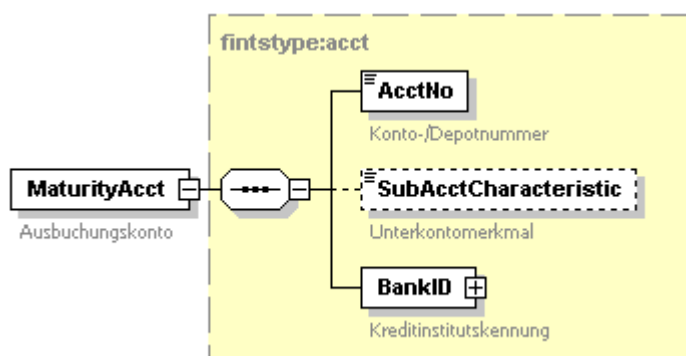 fintstype:acct
AcctNo
Konto-/Depotnummer
MaturityAcct
Ausbuchungskonto
SubAcctCharacteristic
Unterkontomerkmal
BankID
Kreditinstitutskennung